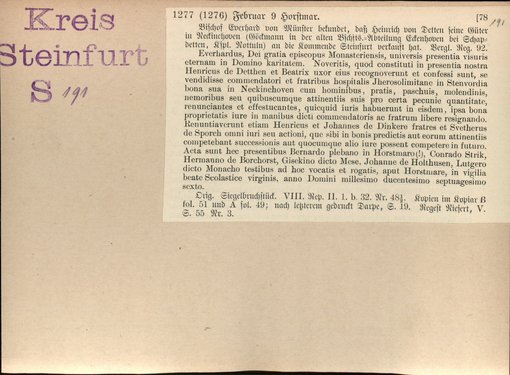 Kreis
Steinfurt
S 191
1277 (1276) Februar 9 Horstmar. [78
191
Bischof Everhard von Münster bekundet, daß Heinrich von Detten seine Güter
in Neckinchoven (Göckmann in der alten Bschfts.-Abteilung Eckenhoven bei Schap-
detten, Kspl. Nottuln) an die Kommende Steinfurt verkauft hat. Vergl. Reg. 92.
Everhardus, Dei gratia episcopus Monasteriensis, universis presentia visuris
eternam in Domino karitatem. Noveritis, quod constituti in presentia nostra
Henricus de Detthen et Beatrix uxor eius recognoverunt et confessi sunt, se
vendidisse commendatori et fratribus hospitalis Jherosolimitane in Stenvordia
bona sua in Neckinchoven cum hominibus, pratis, paschuis, molendinis,
nemoribus seu quibuscumque attinentiis suis pro certa pecunie quantitate,
renunciantes et effestucantes, quicquid iuris habuerunt in eisdem, ipsa bona
proprietatis iure in manibus dicti commendatoris ac fratrum libere resignando.
Renuntiaverunt etiam Henricus et Johannes de Dinkere fratres et Svetherus
de Sporch omni iuri seu actioni, que sibi in bonis predictis aut eorum attinentiis
competebant successionis aut quocumque alio iure possent competere in futuro.
Acta sunt hec presentibus Bernardo plebano in Horstmaro(!), Conrado Strik,
Hermanno de Borchorst, Gisekino dicto Mese, Johanne de Holthusen, Lutgero
dicto Monacho testibus ad hoc vocatis et rogatis, aput Horstmare, in vigilia
beate Scolastice virginis, anno Domini millesimo ducentesimo septuagesimo
sexto.
Orig. Siegelbruchstück. VIII. Rep. II. 1. b. 32. Nr. 48½. Kopien im Kopiar B
fol. 51 und A fol. 49; nach letzterem gedruckt Darpe, S. 19. Regest Niesert, V.
S. 55 Nr. 3.